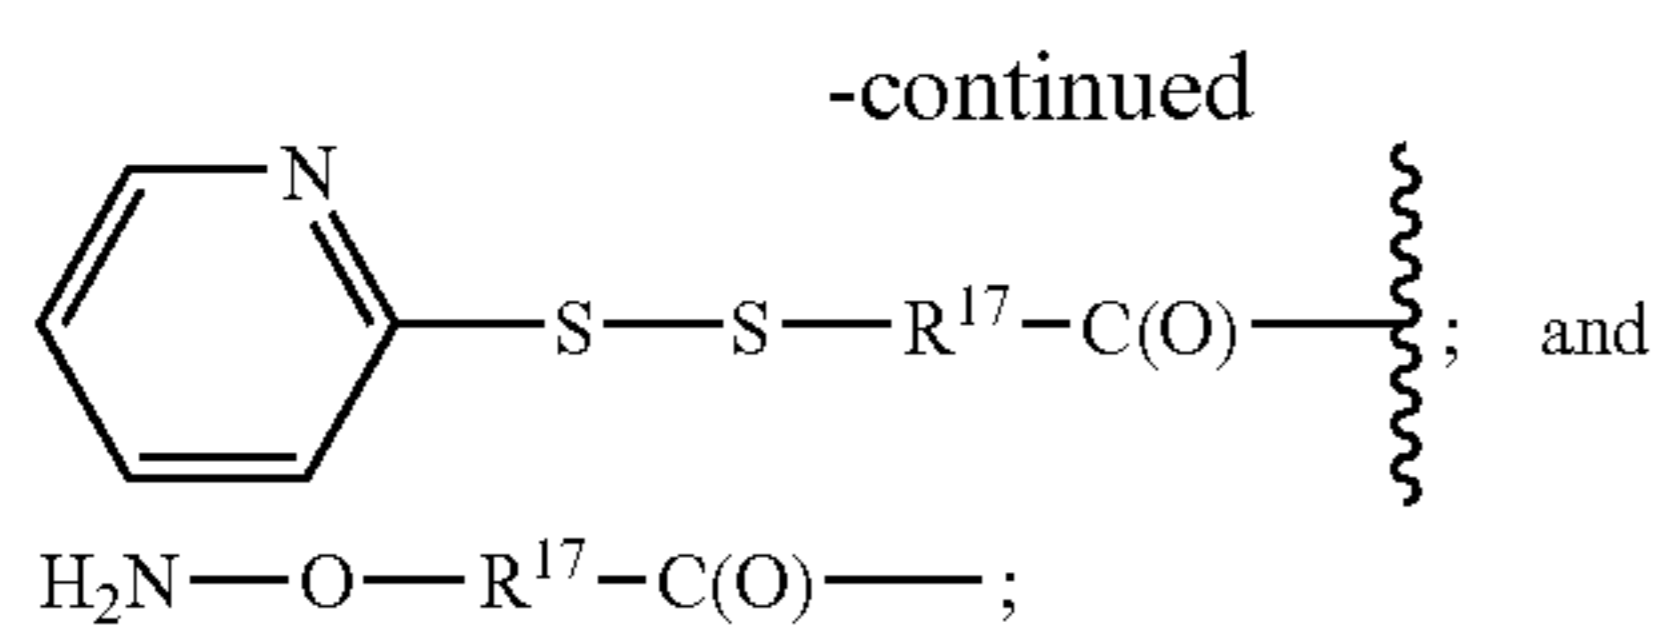 -continued
N
S—S—R¹⁷—C(O)— ; and
H₂N—O—R¹⁷—C(O)— ;